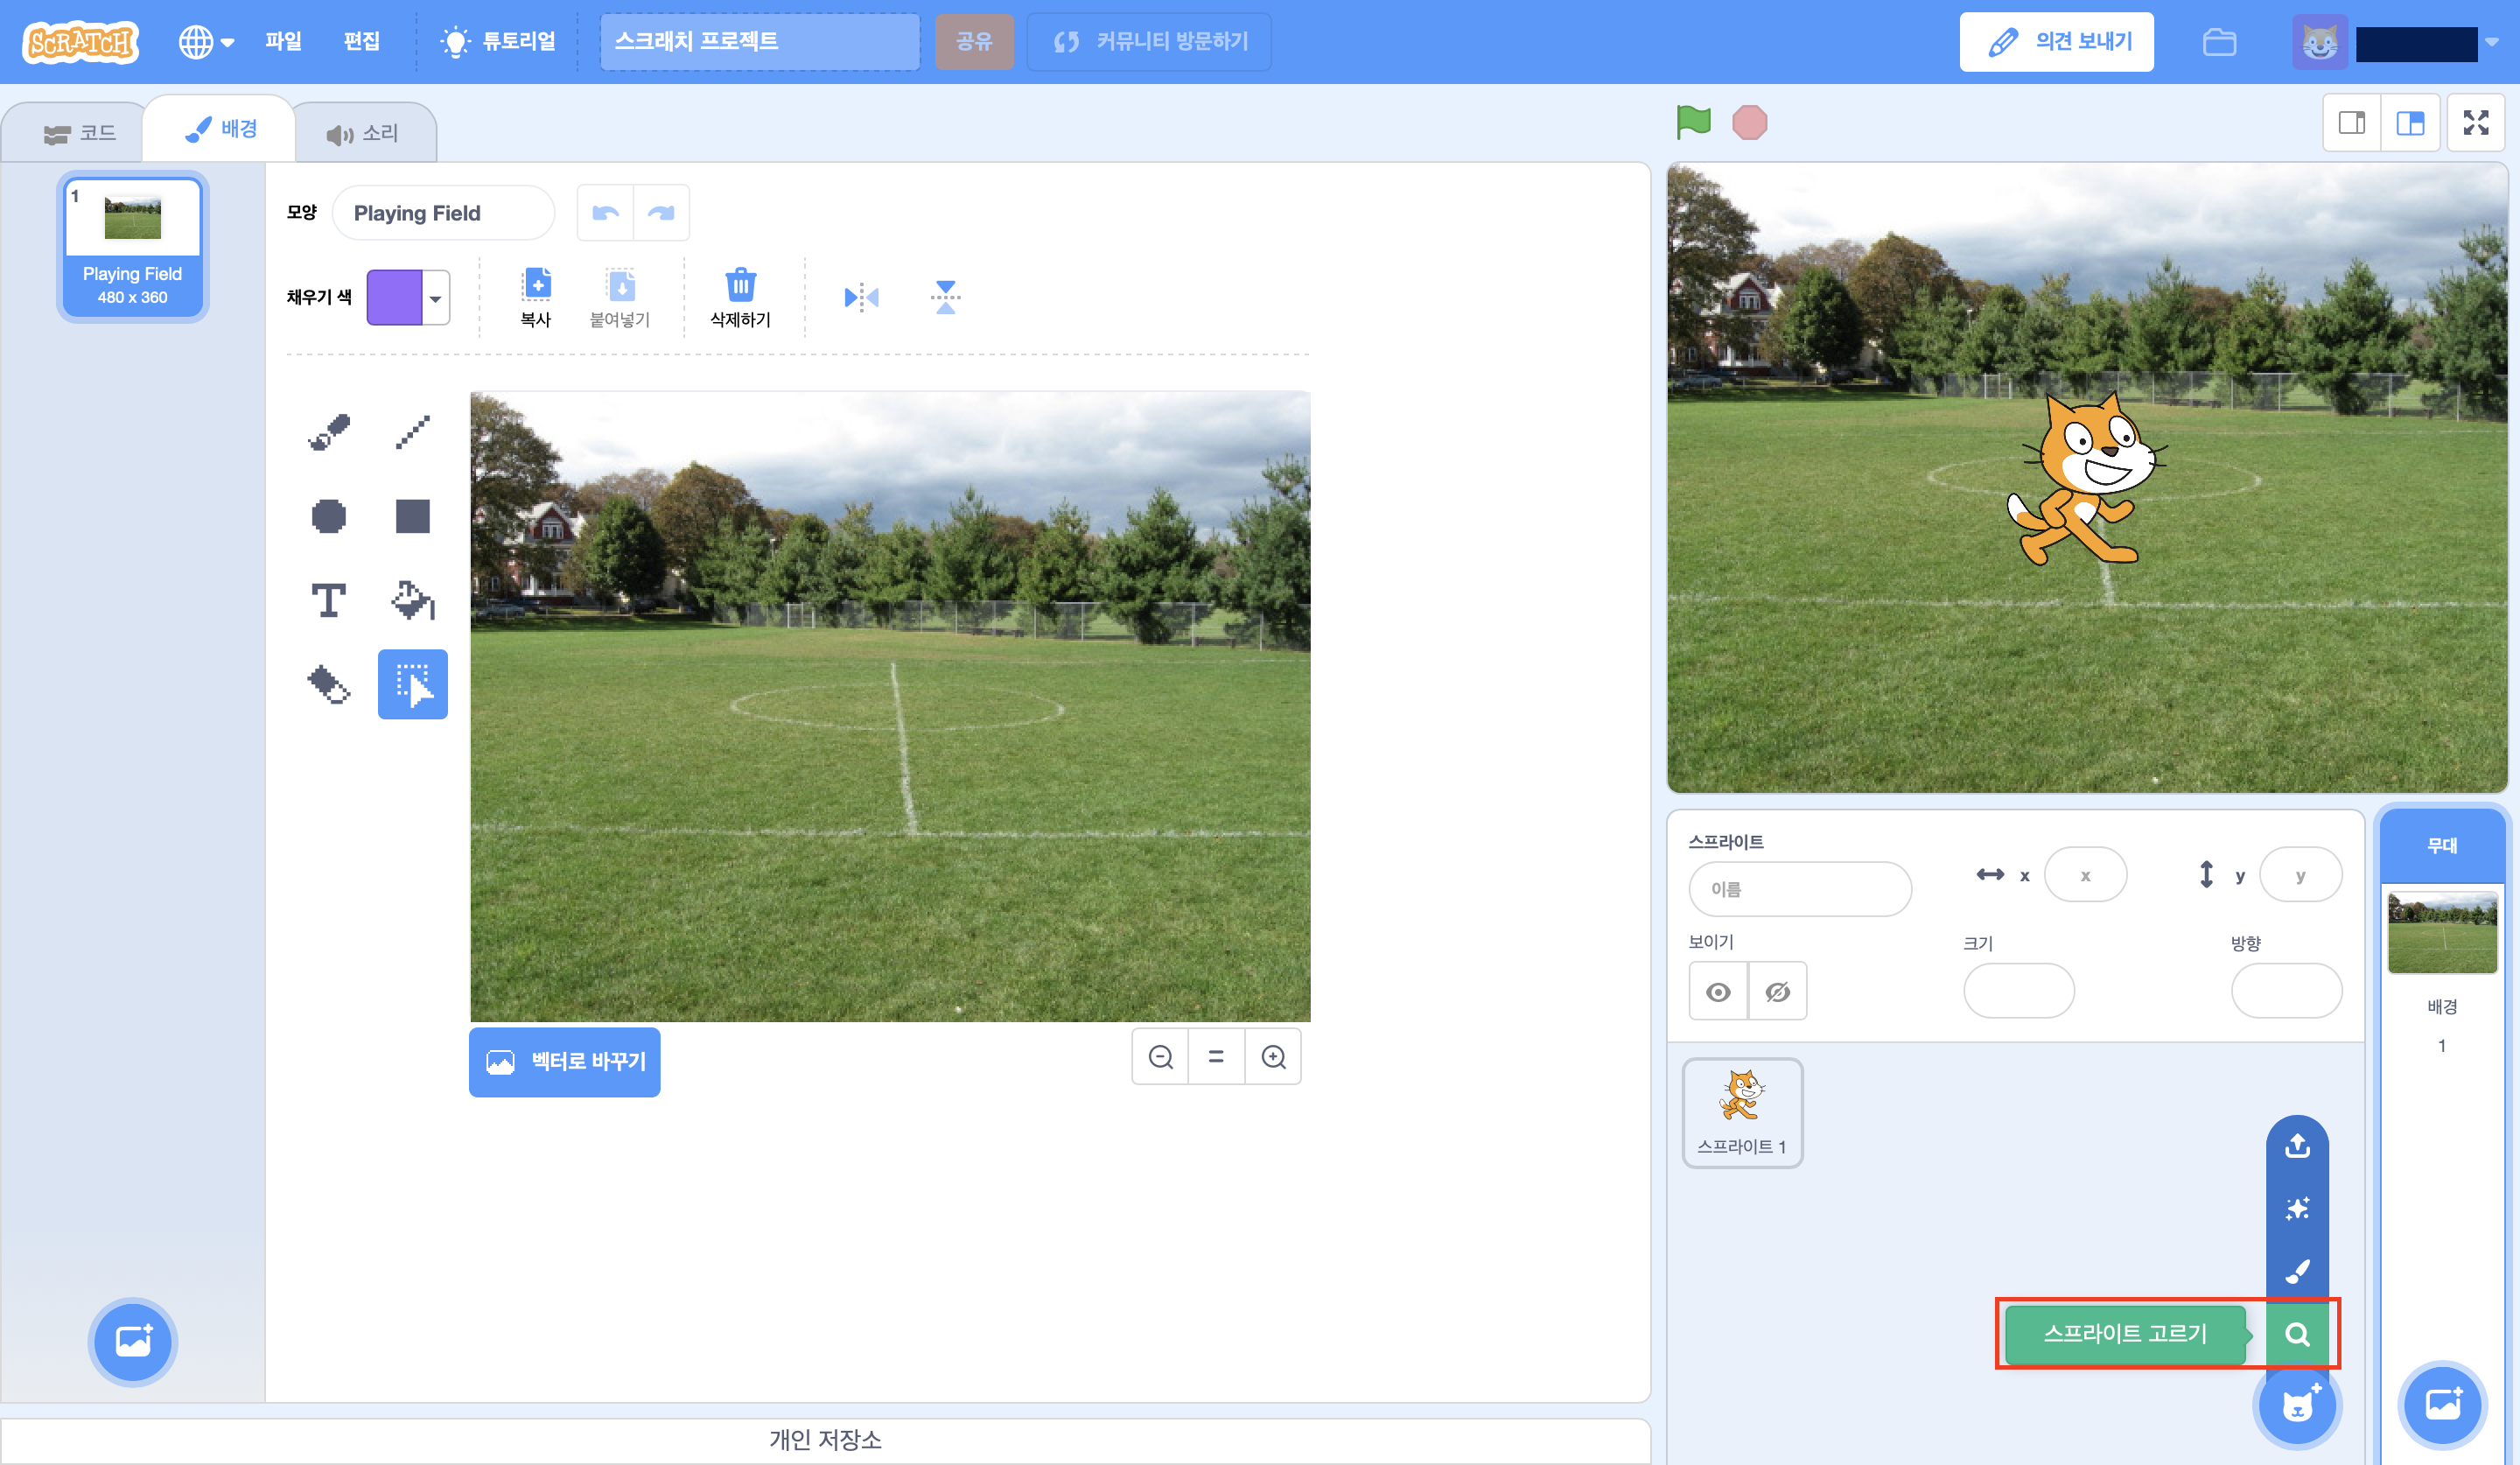 SCRATCH
파일
편집
튜토리얼
스크래치 프로젝트
공유
커뮤니티 방문하기
의견 보내기
코드
배경
소리
1
Playing Field
480 x 360
모양
Playing Field
채우기 색
복사
붙여넣기
삭제하기
T
벡터로 바꾸기
개인 저장소
스프라이트
이름
x
x
y
y
보이기
크기
방향
스프라이트 1
스프라이트 고르기
무대
배경
1